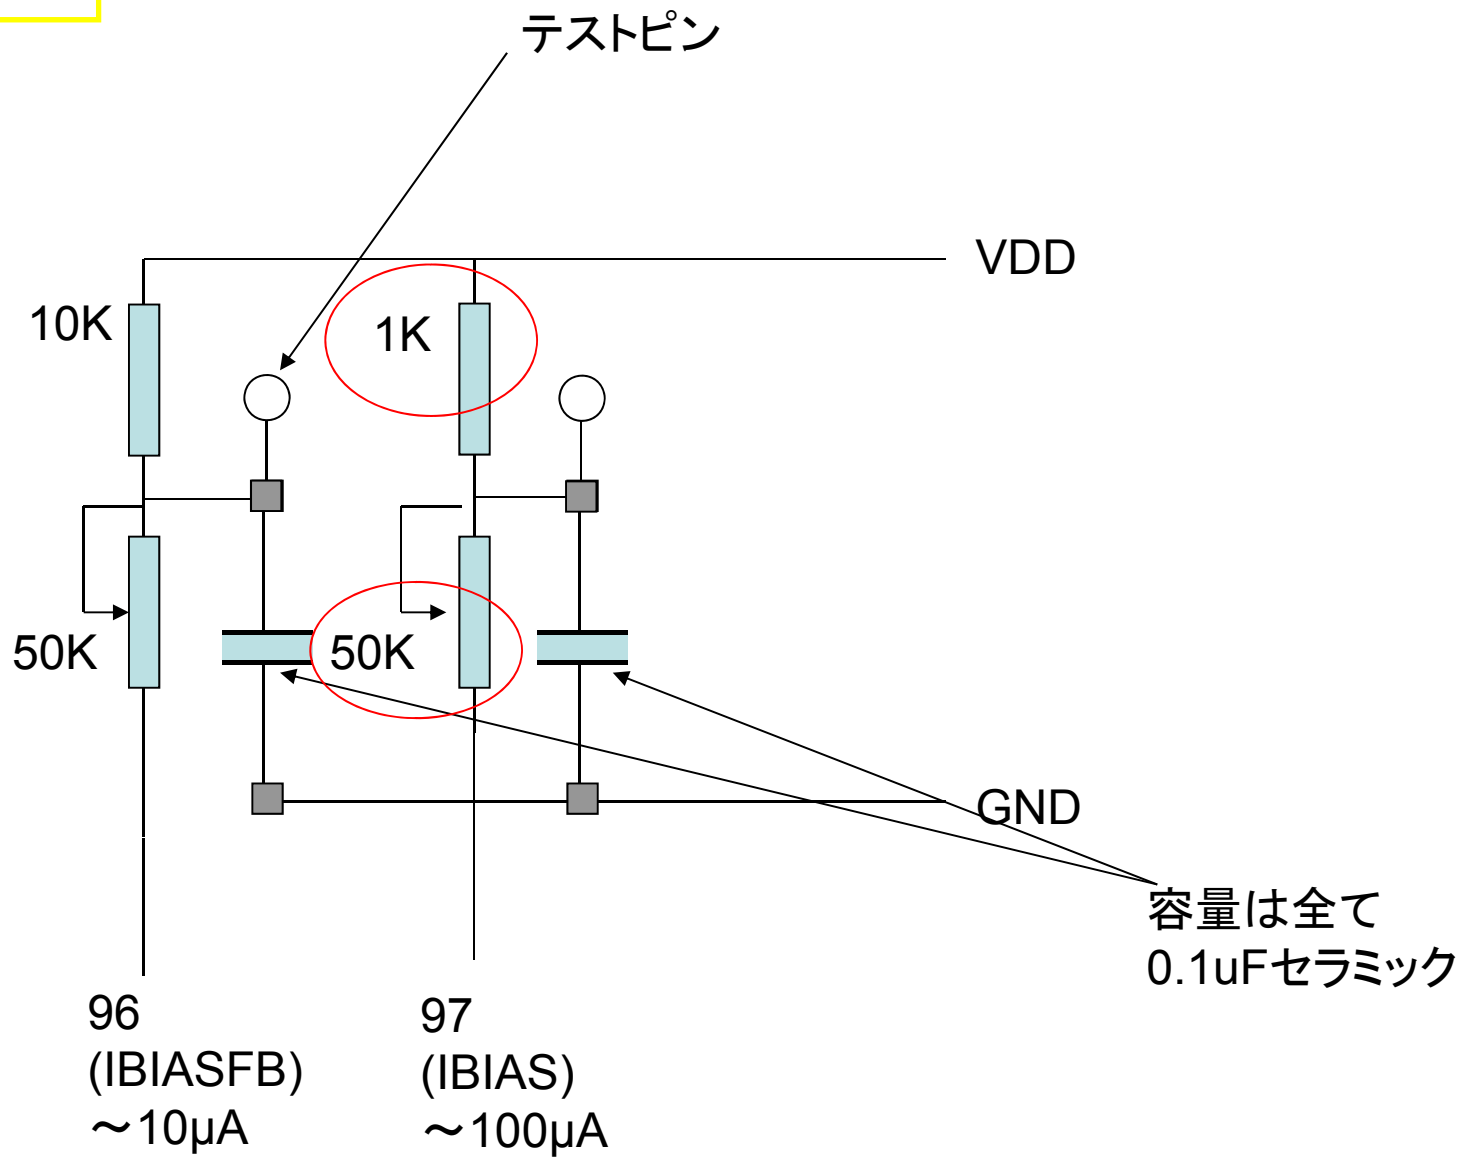 テストピン
VDD
10K
1K
50K
50K
GND
容量は全て
0.1uFセラミック
96
(IBIASFB)
～10μA
97
(IBIAS)
～100μA